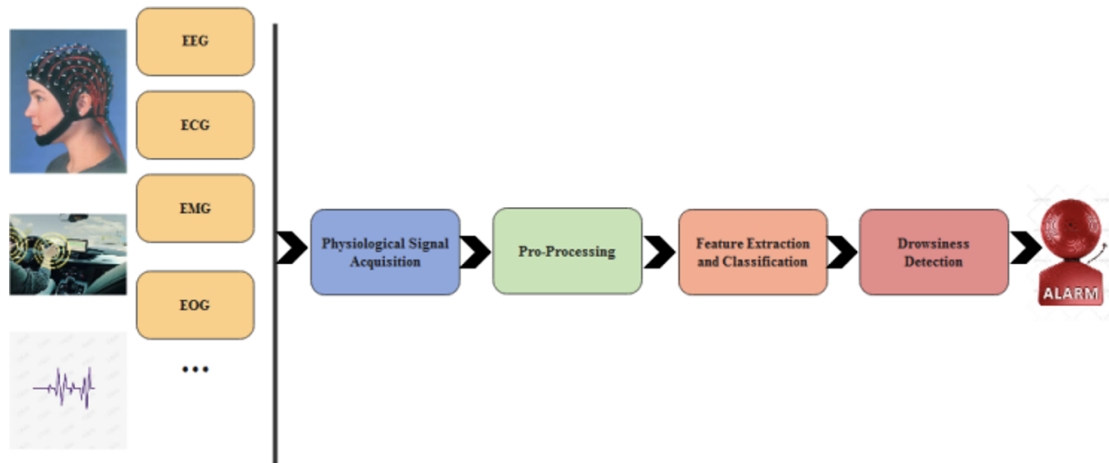 EEG
ECG
EMG
EOG
...
Physiological Signal
Acquisition
Pro-Processing
Feature Extraction
and Classification
Drowsiness
Detection
ALARM